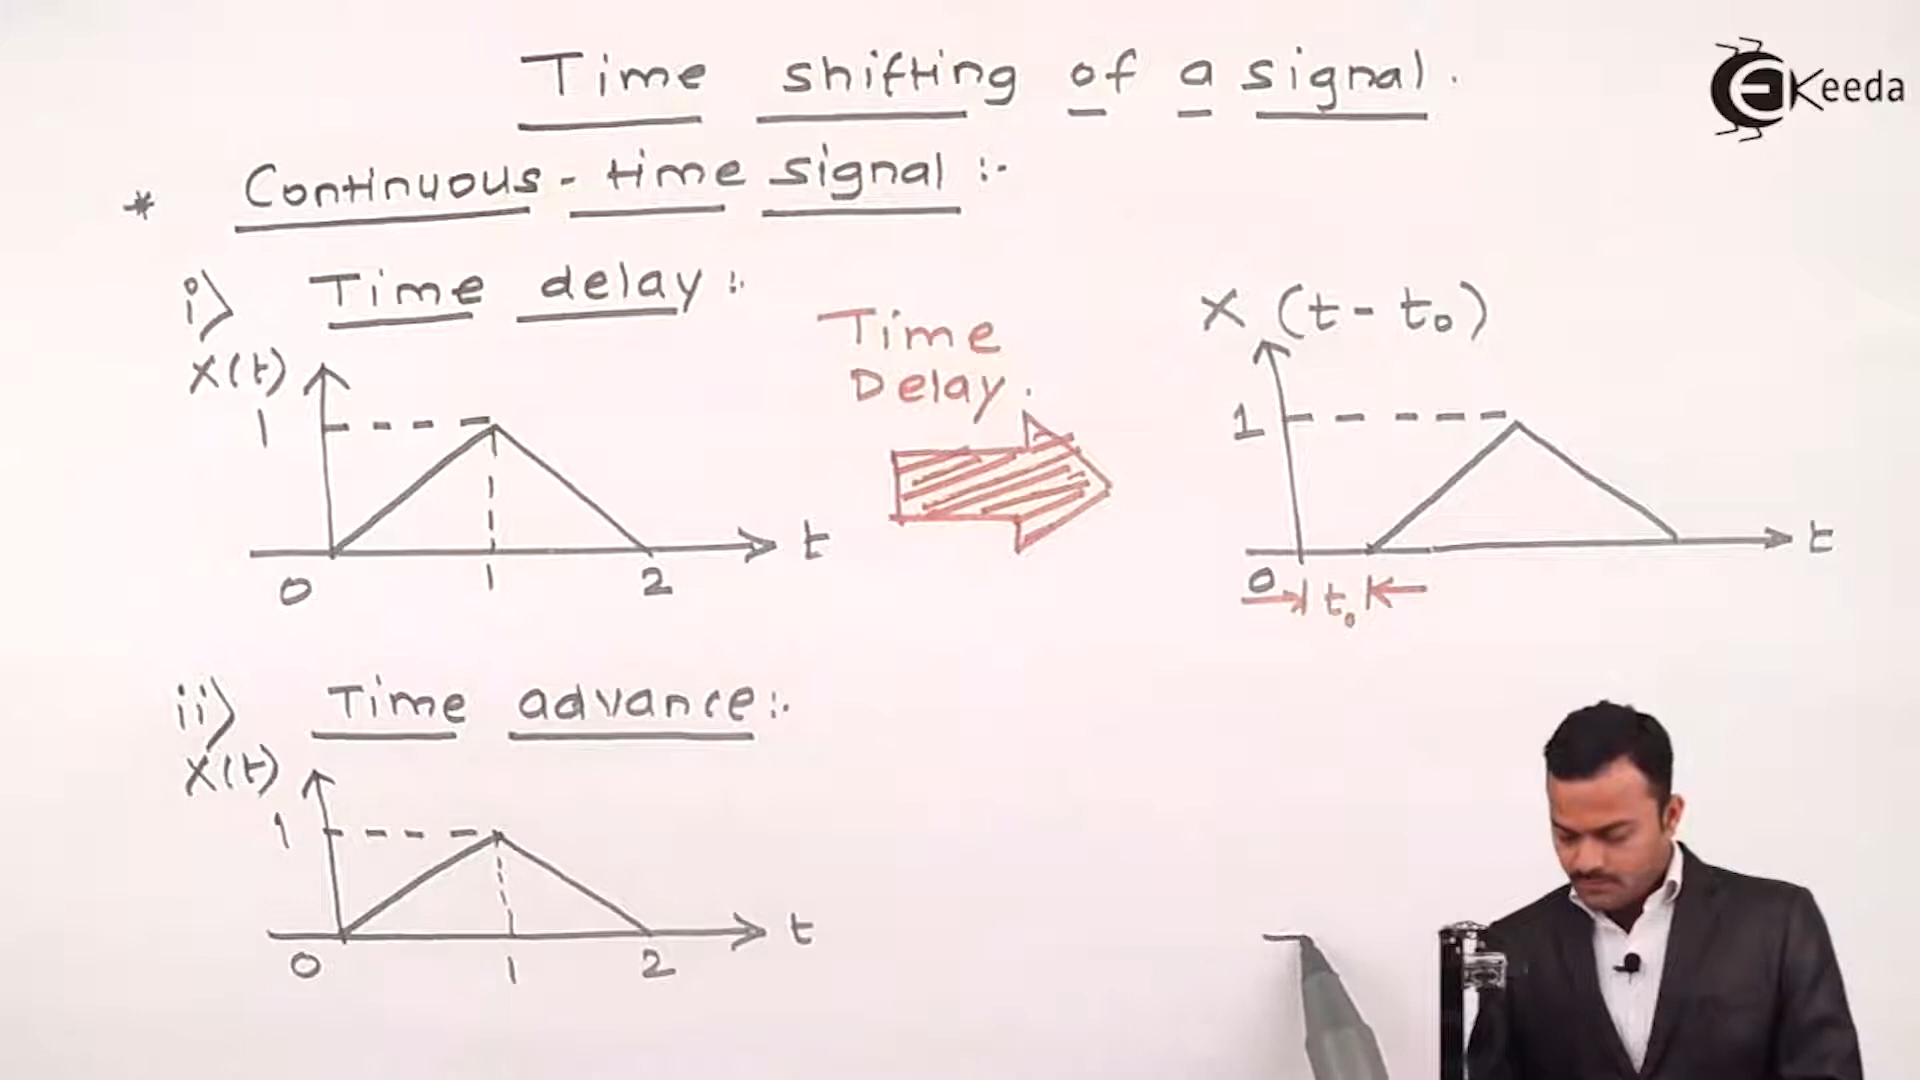 Time shifting of a signal.
EKeeda
* Continuous-time signal :-
i) Time delay :-
x(t)
1
0 1 2 t
Time
Delay.
x (t - t₀)
1
0 t₀ t
ii) Time advance :-
x(t)
1
0 1 2 t